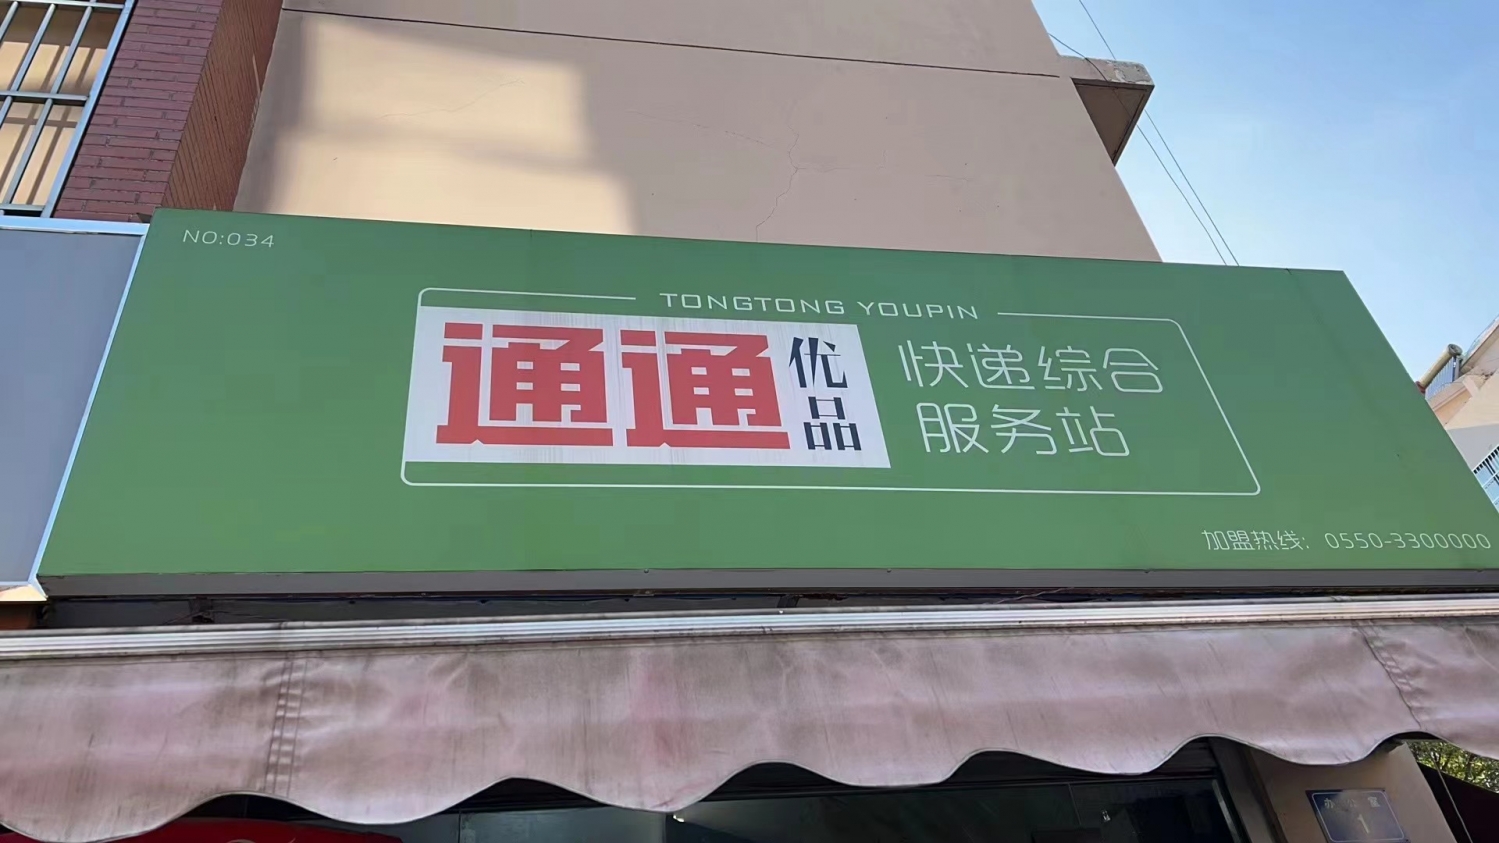 NO:034
TONGTONG YOUPIN
通通优品
快递综合
服务站
加盟热线: 0550-3300000
1